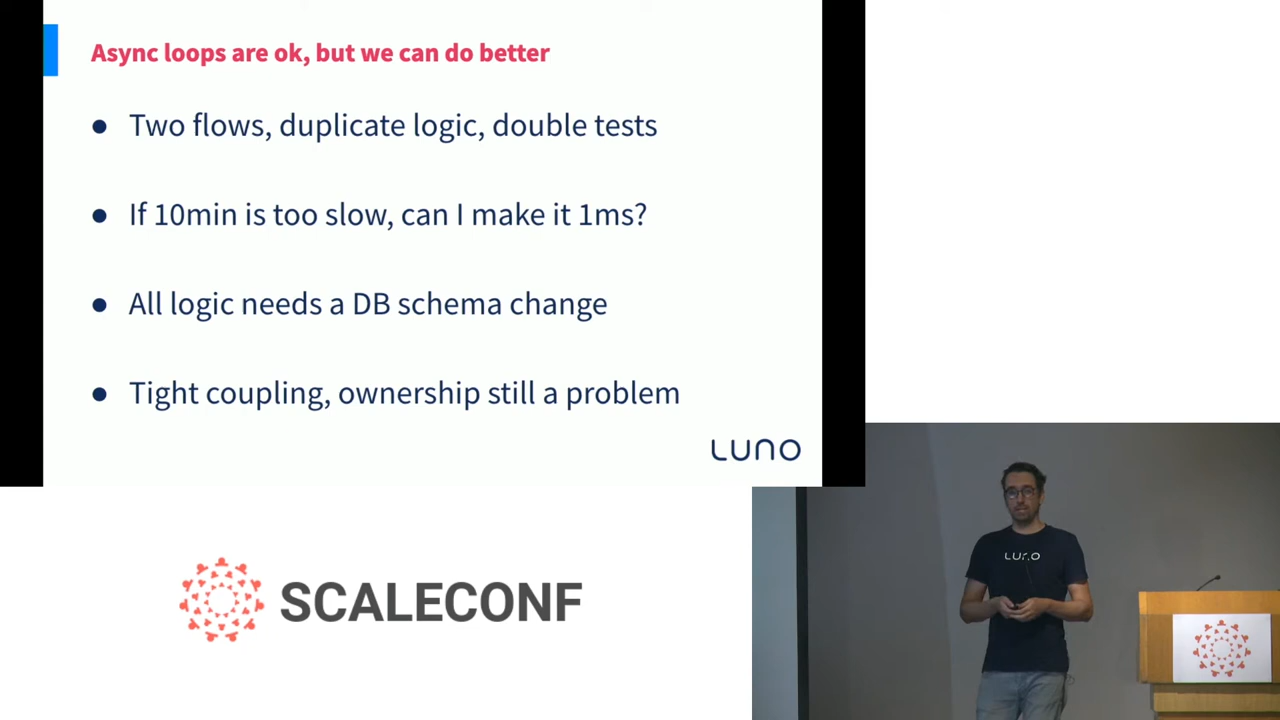 Async loops are ok, but we can do better
● Two flows, duplicate logic, double tests
● If 10min is too slow, can I make it 1ms?
● All logic needs a DB schema change
● Tight coupling, ownership still a problem
LUNO
LUNO
SCALECONF